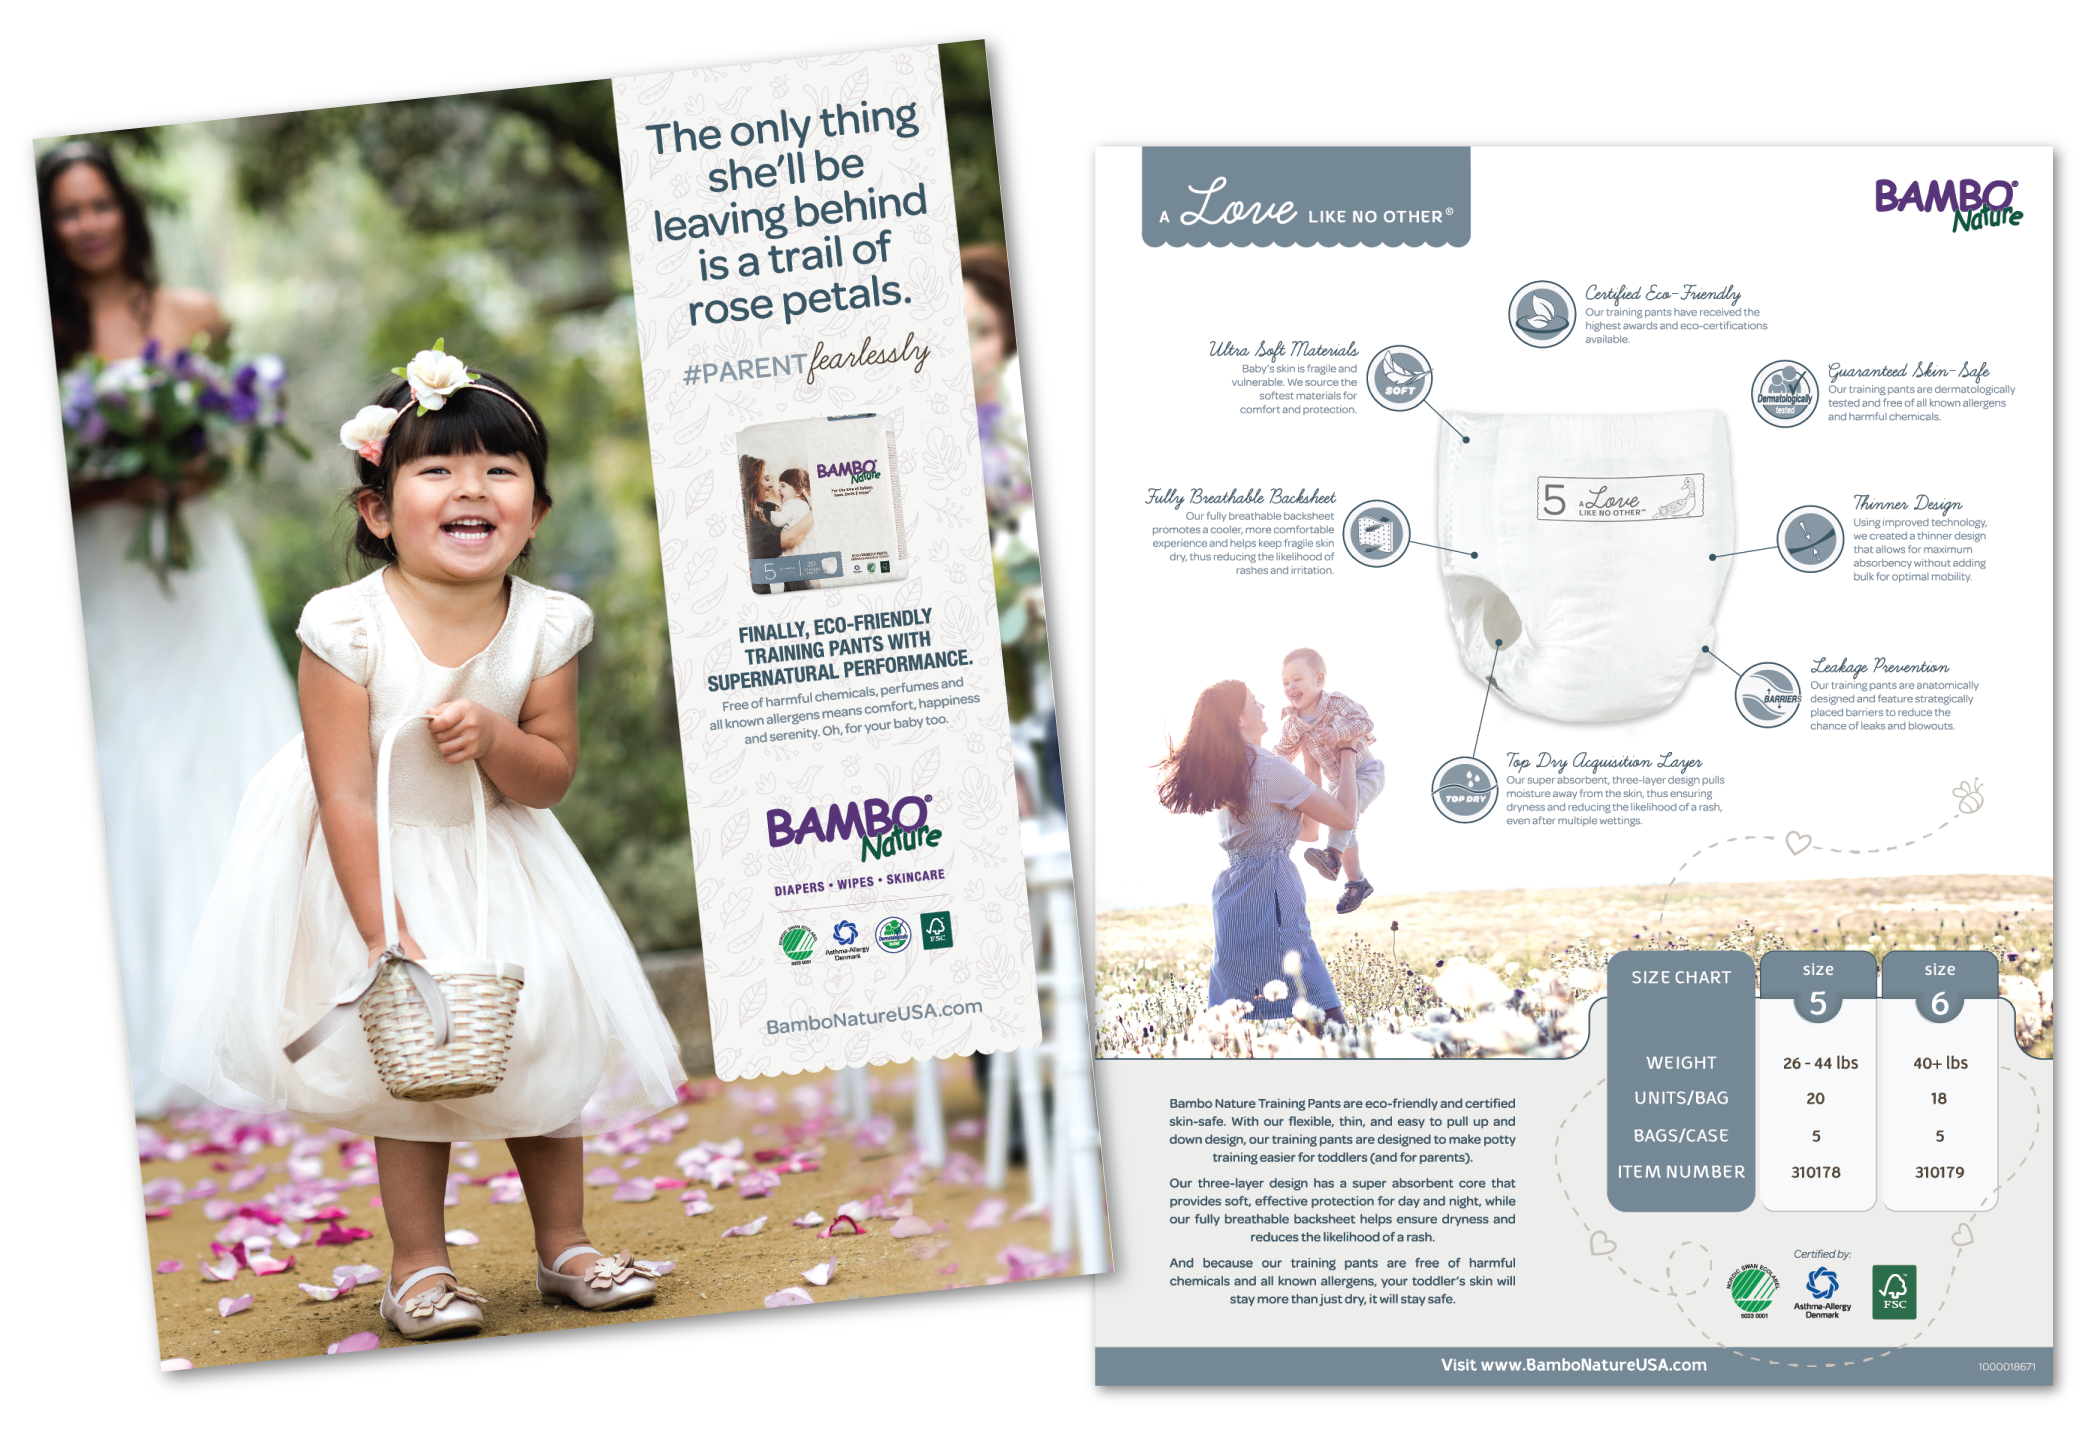 The only thing
she'll be
leaving behind
is a trail of
rose petals.
#PARENT fearlessly
BAMBO
Nature
5
20
FINALLY, ECO-FRIENDLY
TRAINING PANTS WITH
SUPERNATURAL PERFORMANCE.
Free of harmful chemicals, perfumes and
all known allergens means comfort, happiness
and serenity. Oh, for your baby too.
BAMBO®
Nature
DIAPERS • WIPES • SKINCARE
NORDIC SWAN ECOLABEL
5023 0001
Asthma-Allergy
Denmark
Dermatologically
tested
FSC
BamboNatureUSA.com
A Love LIKE NO OTHER®
BAMBO®
Nature
Certified Eco-Friendly
Our training pants have received the
highest awards and eco-certifications
available.
Ultra Soft Materials
Baby's skin is fragile and
vulnerable. We source the
softest materials for
comfort and protection.
SOFT
Guaranteed Skin-Safe
Our training pants are dermatologically
tested and free of all known allergens
and harmful chemicals.
Dermatologically
tested
5 A Love
LIKE NO OTHER™
Fully Breathable Backsheet
Our fully breathable backsheet
promotes a cooler, more comfortable
experience and helps keep fragile skin
dry, thus reducing the likelihood of
rashes and irritation.
Thinner Design
Using improved technology,
we created a thinner design
that allows for maximum
absorbency without adding
bulk for optimal mobility.
Leakage Prevention
Our training pants are anatomically
designed and feature strategically
placed barriers to reduce the
chance of leaks and blowouts.
BARRIERS
Top Dry Acquisition Layer
Our super absorbent, three-layer design pulls
moisture away from the skin, thus ensuring
dryness and reducing the likelihood of a rash,
even after multiple wettings.
TOP DRY
SIZE CHART size 5 size 6
WEIGHT 26 - 44 lbs 40+ lbs
UNITS/BAG 20 18
BAGS/CASE 5 5
ITEM NUMBER 310178 310179
Bambo Nature Training Pants are eco-friendly and certified
skin-safe. With our flexible, thin, and easy to pull up and
down design, our training pants are designed to make potty
training easier for toddlers (and for parents).
Our three-layer design has a super absorbent core that
provides soft, effective protection for day and night, while
our fully breathable backsheet helps ensure dryness and
reduces the likelihood of a rash.
And because our training pants are free of harmful
chemicals and all known allergens, your toddler's skin will
stay more than just dry, it will stay safe.
Certified by:
NORDIC SWAN ECOLABEL
5023 0001
Asthma-Allergy
Denmark
FSC
Visit www.BamboNatureUSA.com
1000018671